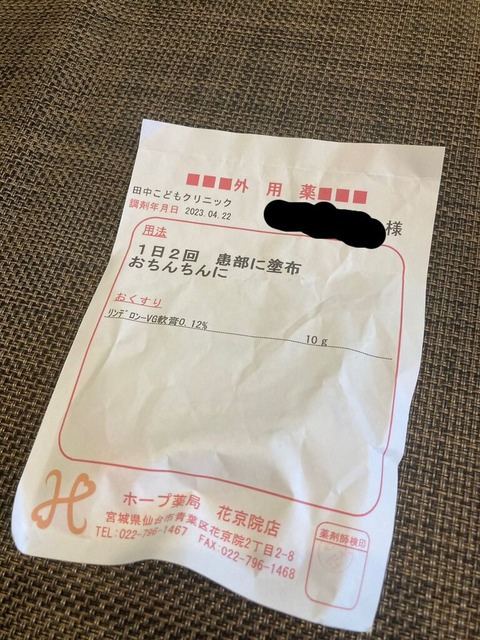 ■■■外 用 薬■■■
田中こどもクリニック
調剤年月日 2023.04.22
様
用法
1日2回 患部に塗布
おちんちんに
おくすり
ﾘﾝﾃﾞﾛﾝ-VG軟膏0.12% 10g
ホープ薬局 花京院店
宮城県仙台市青葉区花京院2丁目2-8
TEL:022-796-1467 FAX:022-796-1468
薬剤師検印